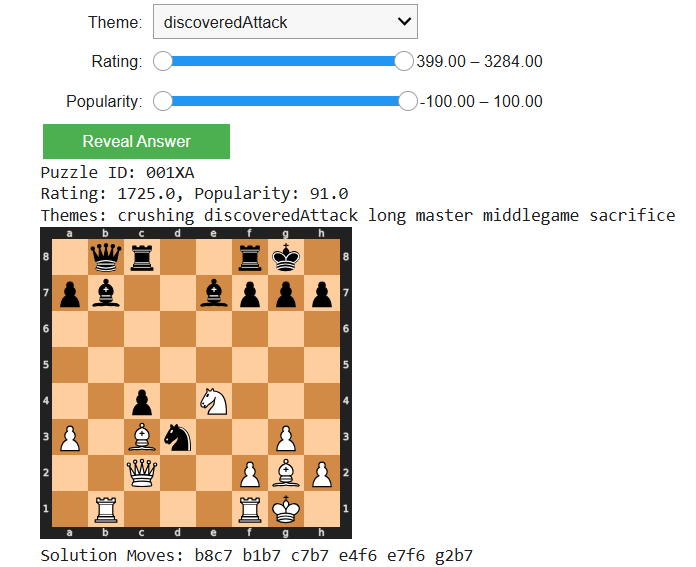 Theme: discoveredAttack
Rating: 399.00 – 3284.00
Popularity: -100.00 – 100.00
Reveal Answer
Puzzle ID: 001XA
Rating: 1725.0, Popularity: 91.0
Themes: crushing discoveredAttack long master middlegame sacrifice
a b c d e f g h
8 8
7 7
6 6
5 5
4 4
3 3
2 2
1 1
a b c d e f g h
Solution Moves: b8c7 b1b7 c7b7 e4f6 e7f6 g2b7